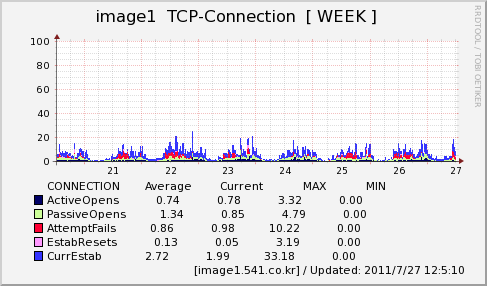 image1 TCP-Connection [ WEEK ]
RRDTOOL / TOBI OETIKER
100
80
60
40
20
0
21 22 23 24 25 26 27
CONNECTION Average Current MAX MIN
ActiveOpens 0.74 0.78 3.32 0.00
PassiveOpens 1.34 0.85 4.79 0.00
AttemptFails 0.86 0.98 10.22 0.00
EstabResets 0.13 0.05 3.19 0.00
CurrEstab 2.72 1.99 33.18 0.00
[image1.541.co.kr] / Updated: 2011/7/27 12:5:10